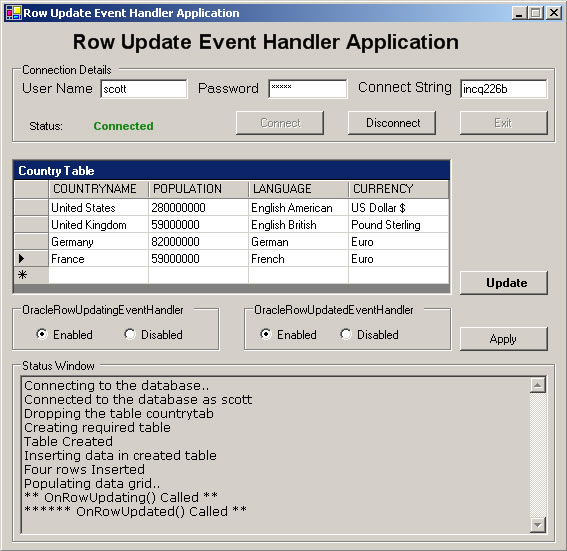 Row Update Event Handler Application
Row Update Event Handler Application
Connection Details
User Name scott Password ***** Connect String incq226b
Status: Connected Connect Disconnect Exit
Country Table
COUNTRYNAME POPULATION LANGUAGE CURRENCY
United States 280000000 English American US Dollar $
United Kingdom 59000000 English British Pound Sterling
Germany 82000000 German Euro
France 59000000 French Euro
*
Update
OracleRowUpdatingEventHandler OracleRowUpdatedEventHandler
Enabled Disabled Enabled Disabled Apply
Status Window
Connecting to the database..
Connected to the database as scott
Dropping the table countrytab
Creating required table
Table Created
Inserting data in created table
Four rows Inserted
Populating data grid..
** OnRowUpdating() Called **
****** OnRowUpdated() Called **